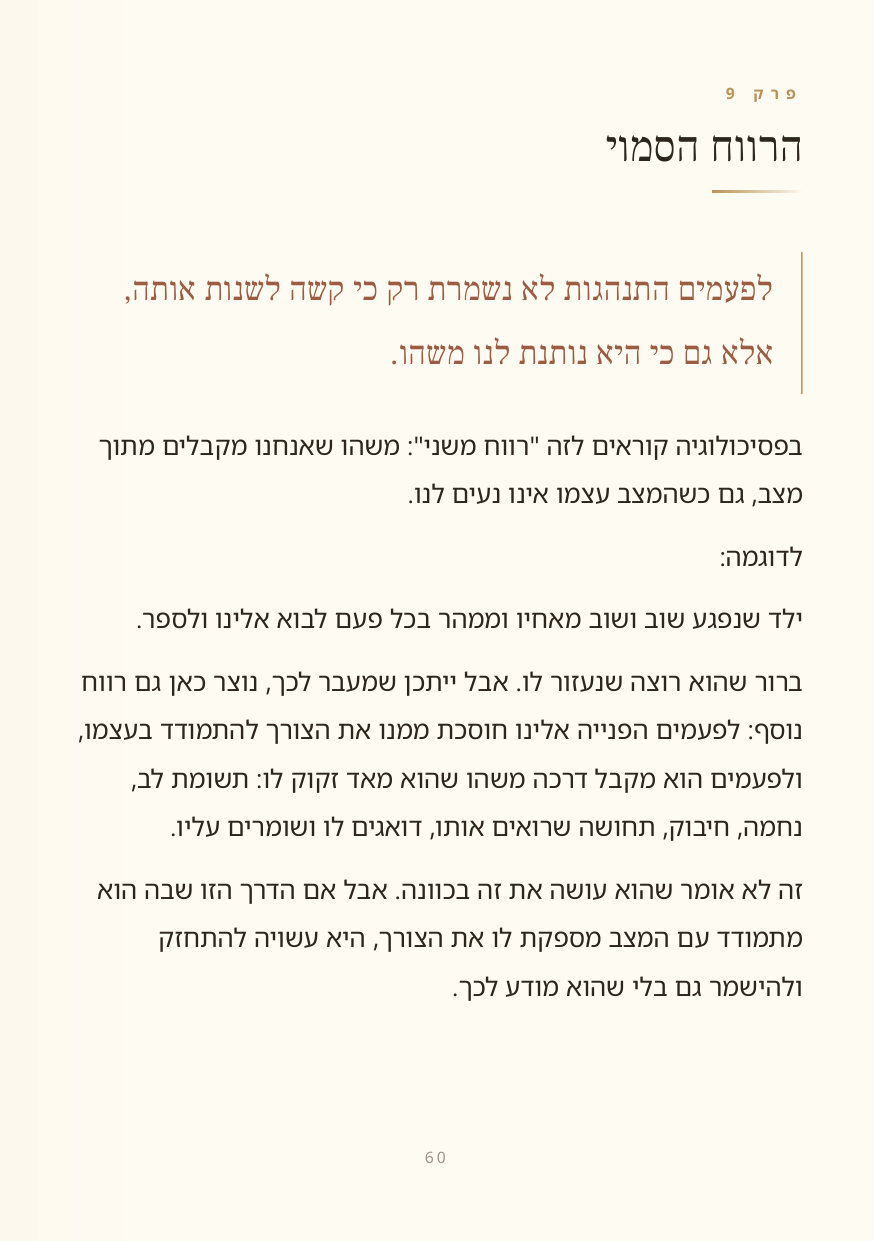 פרק 9
הרווח הסמוי
לפעמים התנהגות לא נשמרת רק כי קשה לשנות אותה,
אלא גם כי היא נותנת לנו משהו.
בפסיכולוגיה קוראים לזה "רווח משני": משהו שאנחנו מקבלים מתוך
מצב, גם כשהמצב עצמו אינו נעים לנו.
לדוגמה:
ילד שנפגע שוב ושוב מאחיו וממהר בכל פעם לבוא אלינו ולספר.
ברור שהוא רוצה שנעזור לו. אבל ייתכן שמעבר לכך, נוצר כאן גם רווח
נוסף: לפעמים הפנייה אלינו חוסכת ממנו את הצורך להתמודד בעצמו,
ולפעמים הוא מקבל דרכה משהו שהוא מאד זקוק לו: תשומת לב,
נחמה, חיבוק, תחושה שרואים אותו, דואגים לו ושומרים עליו.
זה לא אומר שהוא עושה את זה בכוונה. אבל אם הדרך הזו שבה הוא
מתמודד עם המצב מספקת לו את הצורך, היא עשויה להתחזק
ולהישמר גם בלי שהוא מודע לכך.
60